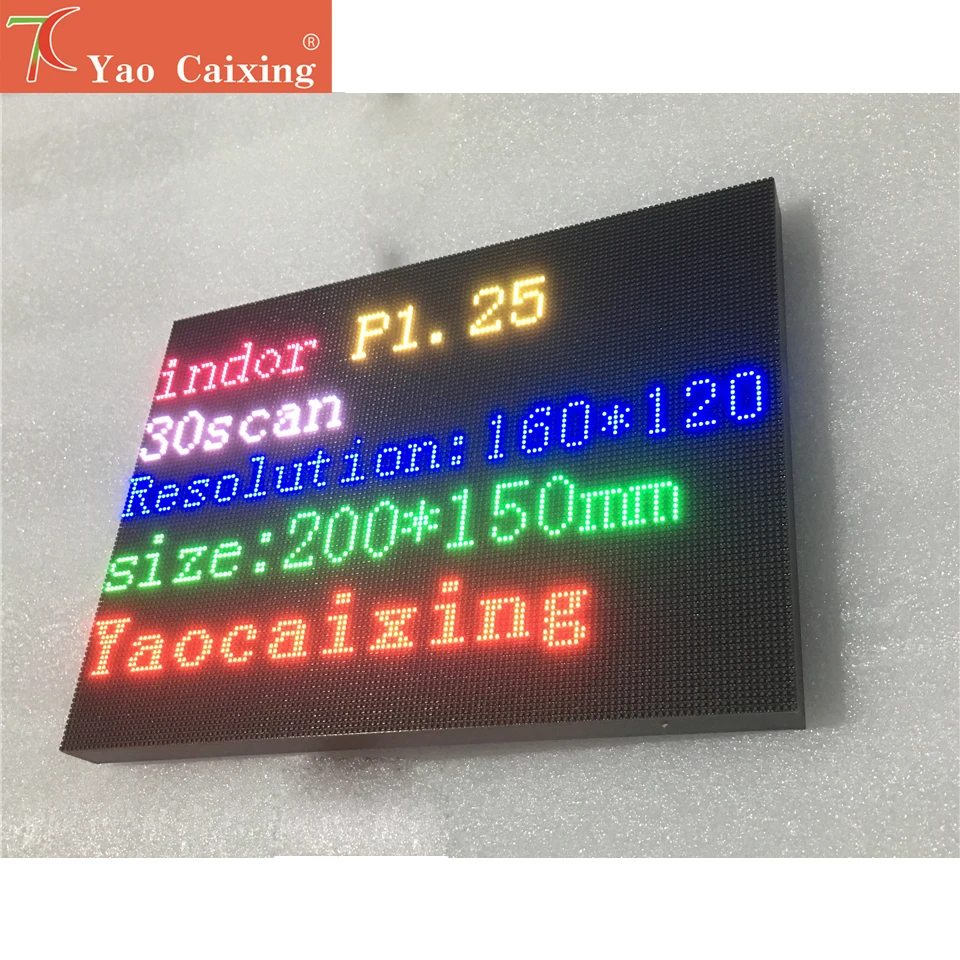 Yao Caixing®
indor P1.25
30scan
Resolution:160*120
size:200*150mm
Yaocaixing